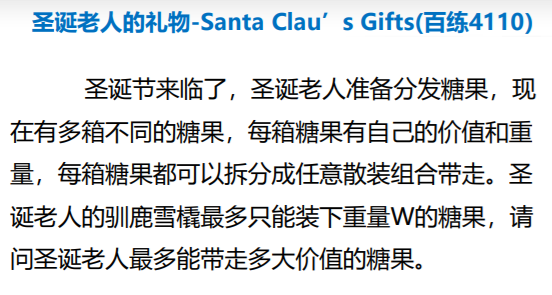 圣诞老人的礼物-Santa Clau’s Gifts(百练4110)
圣诞节来临了，圣诞老人准备分发糖果，现
在有多箱不同的糖果，每箱糖果有自己的价值和重
量，每箱糖果都可以拆分成任意散装组合带走。圣
诞老人的驯鹿雪橇最多只能装下重量W的糖果，请
问圣诞老人最多能带走多大价值的糖果。